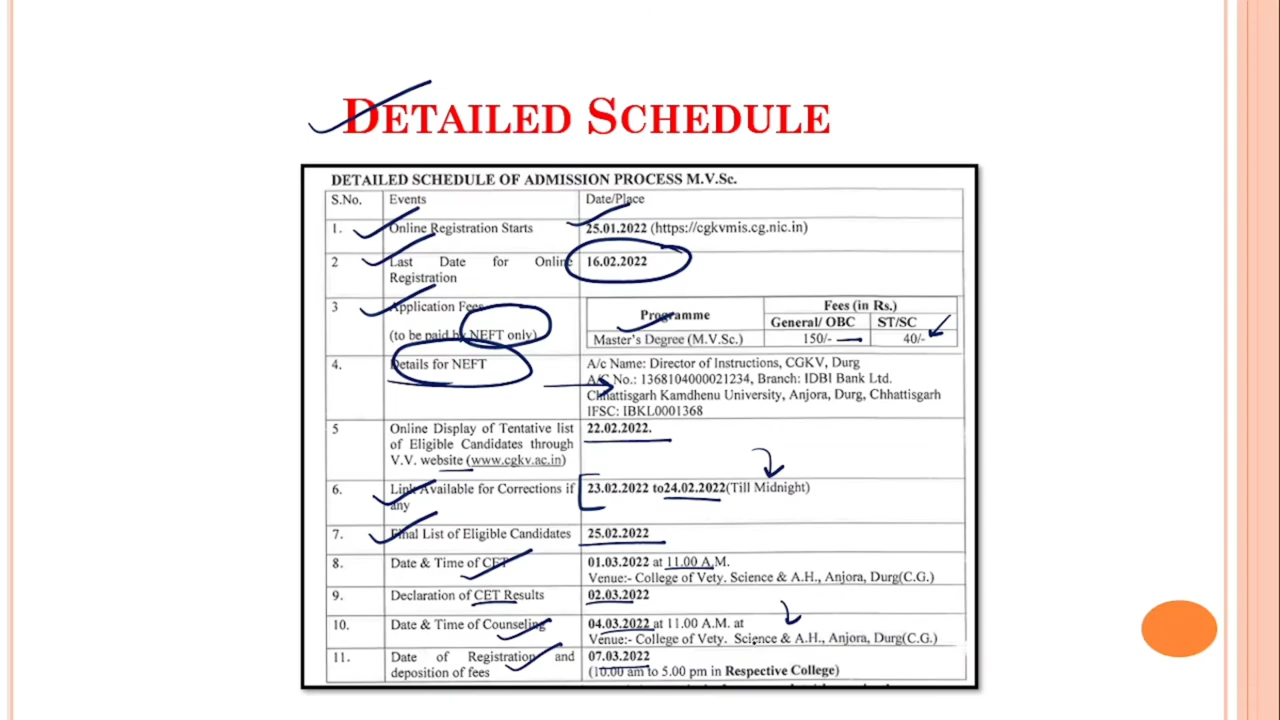 DETAILED SCHEDULE
DETAILED SCHEDULE OF ADMISSION PROCESS M.V.Sc.
S.No. Events Date/Place
1. Online Registration Starts 25.01.2022 (https://cgkvmis.cg.nic.in)
2 Last Date for Online 16.02.2022
Registration
3 Application Fees
(to be paid by NEFT only)
Programme Fees (in Rs.)
General/ OBC ST/SC
Master's Degree (M.V.Sc.) 150/- 40/-
4. Details for NEFT A/c Name: Director of Instructions, CGKV, Durg
A/C No.: 1368104000021234, Branch: IDBI Bank Ltd.
Chhattisgarh Kamdhenu University, Anjora, Durg, Chhattisgarh
IFSC: IBKL0001368
5 Online Display of Tentative list 22.02.2022.
of Eligible Candidates through
V.V. website (www.cgkv.ac.in)
6. Link Available for Corrections if 23.02.2022 to24.02.2022(Till Midnight)
any
7. Final List of Eligible Candidates 25.02.2022
8. Date & Time of CET 01.03.2022 at 11.00 A.M.
Venue:- College of Vety. Science & A.H., Anjora, Durg(C.G.)
9. Declaration of CET Results 02.03.2022
10. Date & Time of Counseling 04.03.2022 at 11.00 A.M. at
Venue:- College of Vety. Science & A.H., Anjora, Durg(C.G.)
11. Date of Registration and 07.03.2022
deposition of fees (10.00 am to 5.00 pm in Respective College)